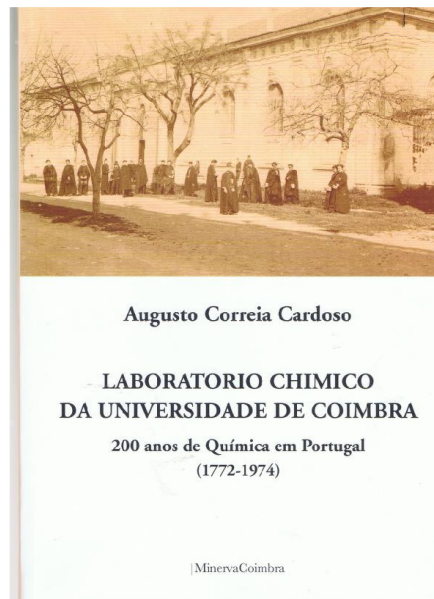 Augusto Correia Cardoso
LABORATORIO CHIMICO
DA UNIVERSIDADE DE COIMBRA
200 anos de Química em Portugal
(1772-1974)
|MinervaCoimbra